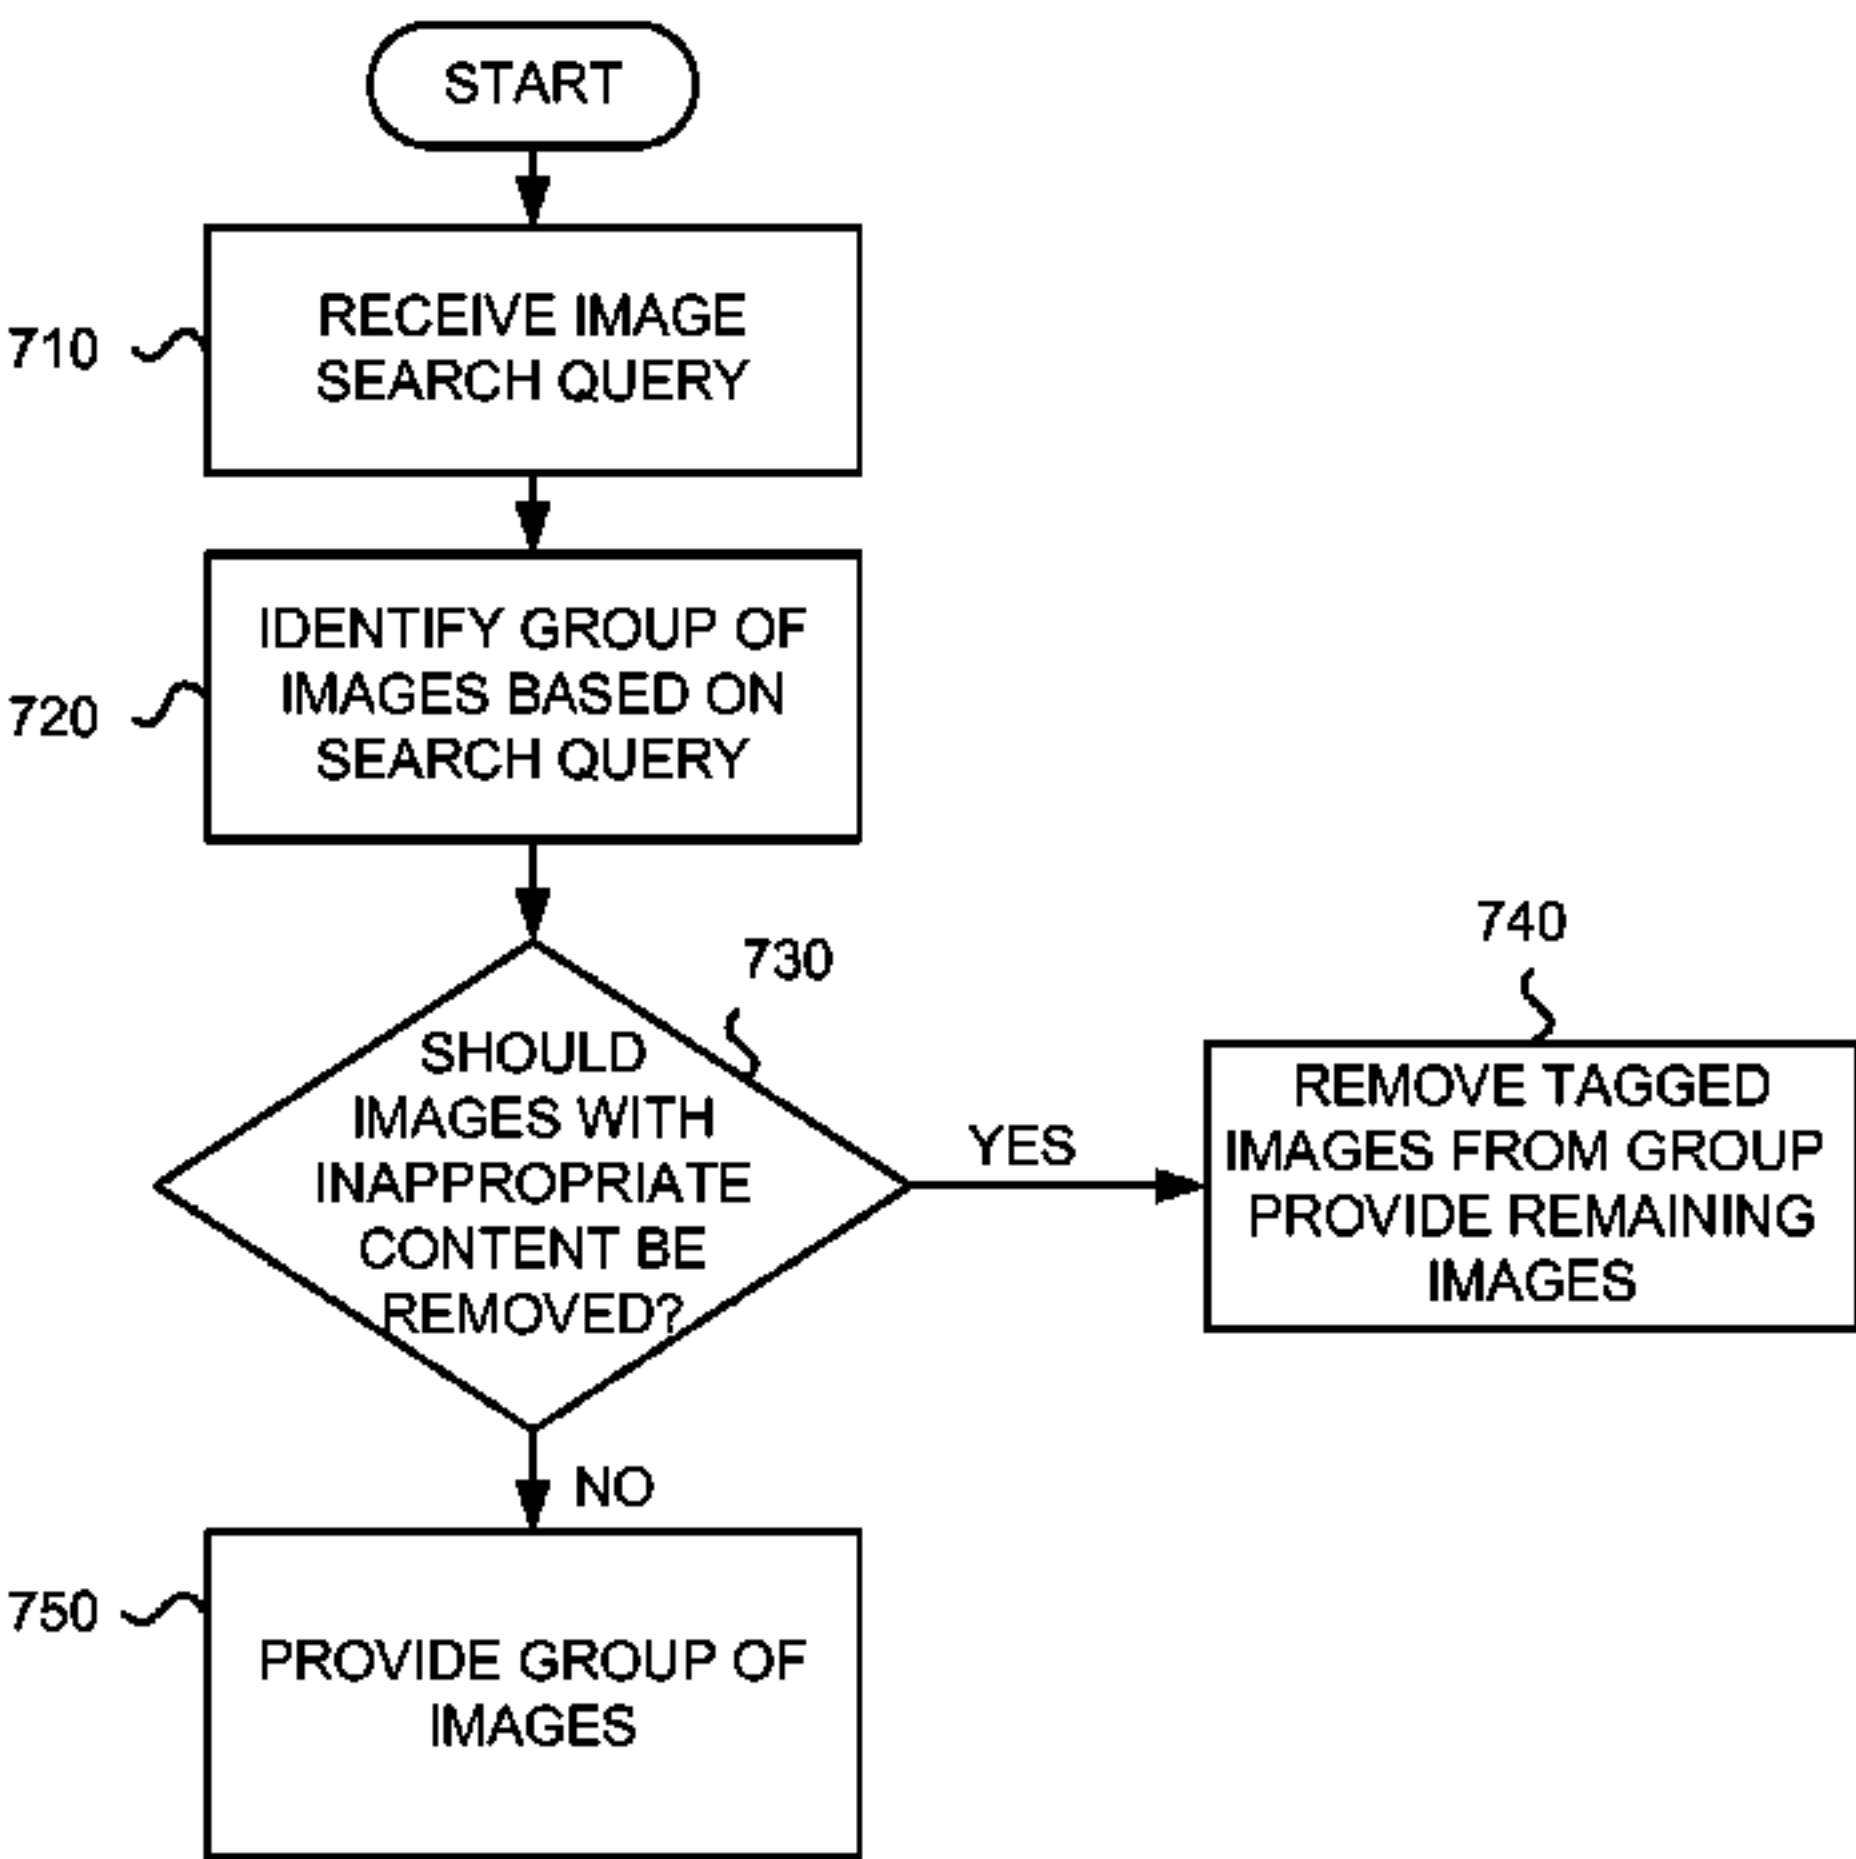 START
710
RECEIVE IMAGE
SEARCH QUERY
720
IDENTIFY GROUP OF
IMAGES BASED ON
SEARCH QUERY
730
SHOULD
IMAGES WITH
INAPPROPRIATE
CONTENT BE
REMOVED?
YES
740
REMOVE TAGGED
IMAGES FROM GROUP
PROVIDE REMAINING
IMAGES
NO
750
PROVIDE GROUP OF
IMAGES